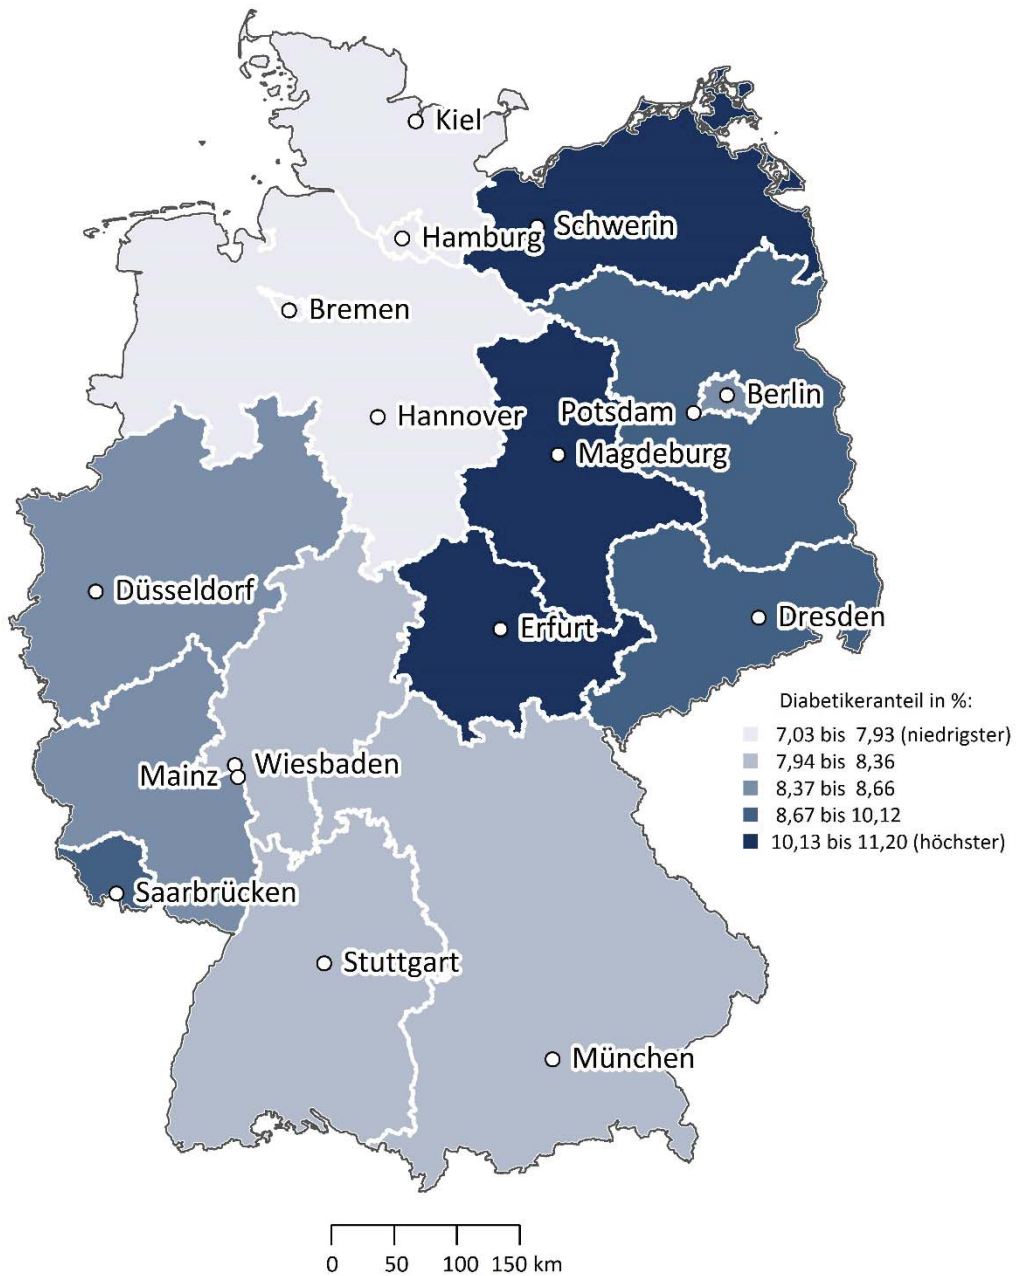 Kiel
Schwerin
Hamburg
Bremen
Berlin
Potsdam
Hannover
Magdeburg
Düsseldorf
Dresden
Erfurt
Diabetikeranteil in %:
7,03 bis 7,93 (niedrigster)
7,94 bis 8,36
8,37 bis 8,66
8,67 bis 10,12
10,13 bis 11,20 (höchster)
Wiesbaden
Mainz
Saarbrücken
Stuttgart
München
0 50 100 150 km